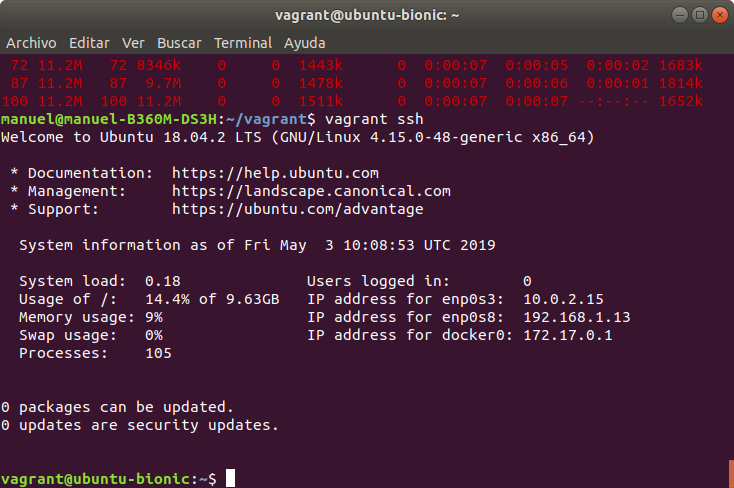 vagrant@ubuntu-bionic: ~
Archivo Editar Ver Buscar Terminal Ayuda
72 11.2M 72 8346k 0 0 1443k 0 0:00:07 0:00:05 0:00:02 1683k
87 11.2M 87 9.7M 0 0 1478k 0 0:00:07 0:00:06 0:00:01 1814k
100 11.2M 100 11.2M 0 0 1511k 0 0:00:07 0:00:07 --:--:-- 1652k
manuel@manuel-B360M-DS3H:~/vagrant$ vagrant ssh
Welcome to Ubuntu 18.04.2 LTS (GNU/Linux 4.15.0-48-generic x86_64)
* Documentation: https://help.ubuntu.com
* Management: https://landscape.canonical.com
* Support: https://ubuntu.com/advantage
System information as of Fri May 3 10:08:53 UTC 2019
System load: 0.18 Users logged in: 0
Usage of /: 14.4% of 9.63GB IP address for enp0s3: 10.0.2.15
Memory usage: 9% IP address for enp0s8: 192.168.1.13
Swap usage: 0% IP address for docker0: 172.17.0.1
Processes: 105
0 packages can be updated.
0 updates are security updates.
vagrant@ubuntu-bionic:~$